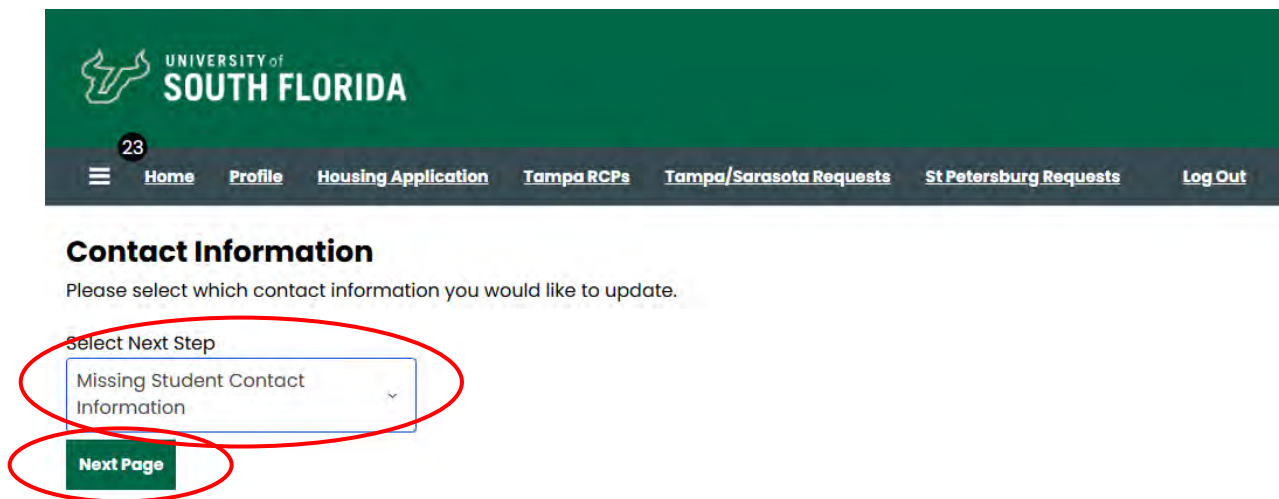 UNIVERSITY of
SOUTH FLORIDA
23
Home Profile Housing Application Tampa RCPs Tampa/Sarasota Requests St Petersburg Requests Log Out
Contact Information
Please select which contact information you would like to update.
Select Next Step
Missing Student Contact
Information
Next Page